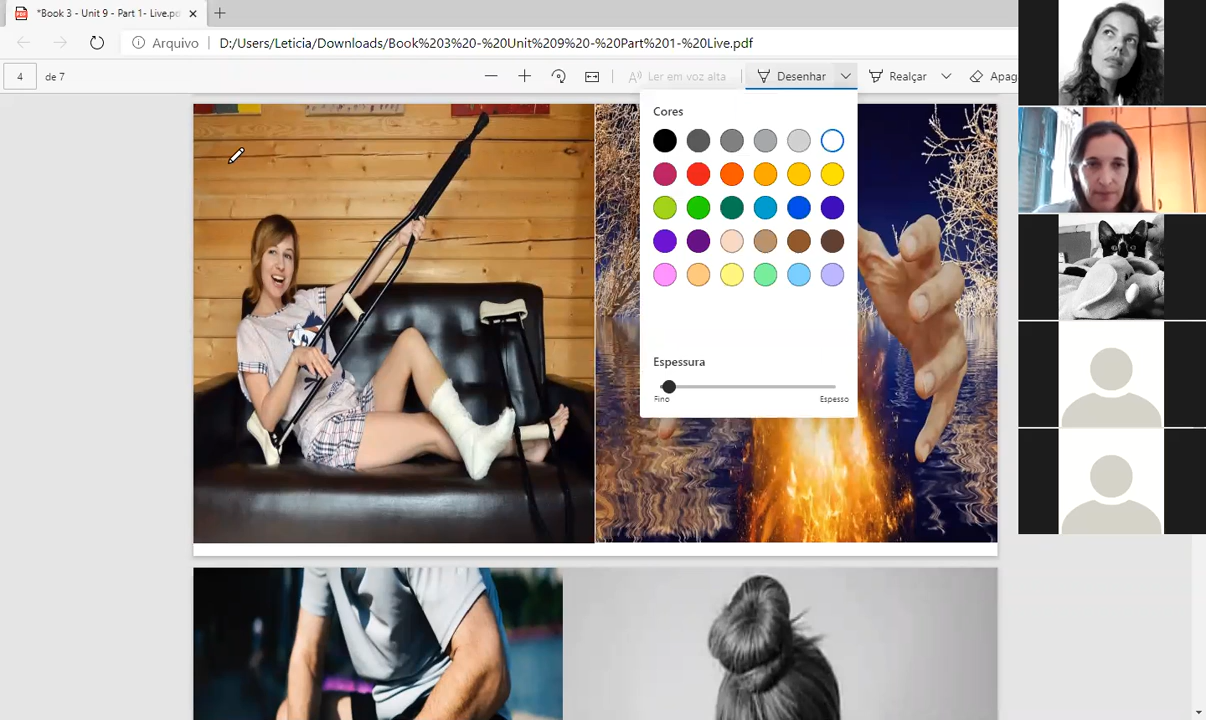 *Book 3 - Unit 9 - Part 1- Live.pd
Arquivo
D:/Users/Leticia/Downloads/Book%203%20-%20Unit%209%20-%20Part%201-%20Live.pdf
4 de 7
Ler em voz alta
Desenhar
Realçar
Apag
Cores
Espessura
Fino
Espesso